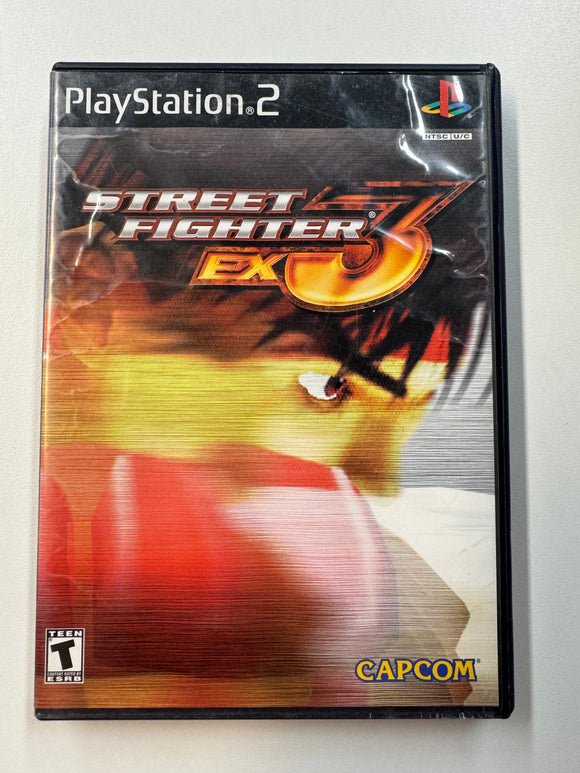 PlayStation®2
NTSC U/C
STREET
FIGHTER®
EX3
TEEN
T
CONTENT RATED BY
ESRB
CAPCOM®